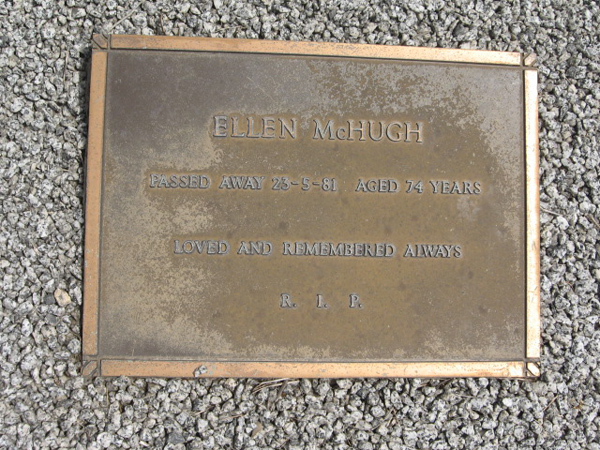 ELLEN McHUGH
PASSED AWAY 23-5-81 AGED 74 YEARS
LOVED AND REMEMBERED ALWAYS
R. I. P.